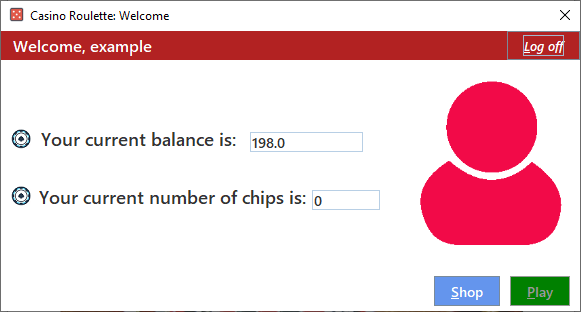 Casino Roulette: Welcome
Welcome, example
Log off
Your current balance is: 198.0
Your current number of chips is: 0
Shop
Play